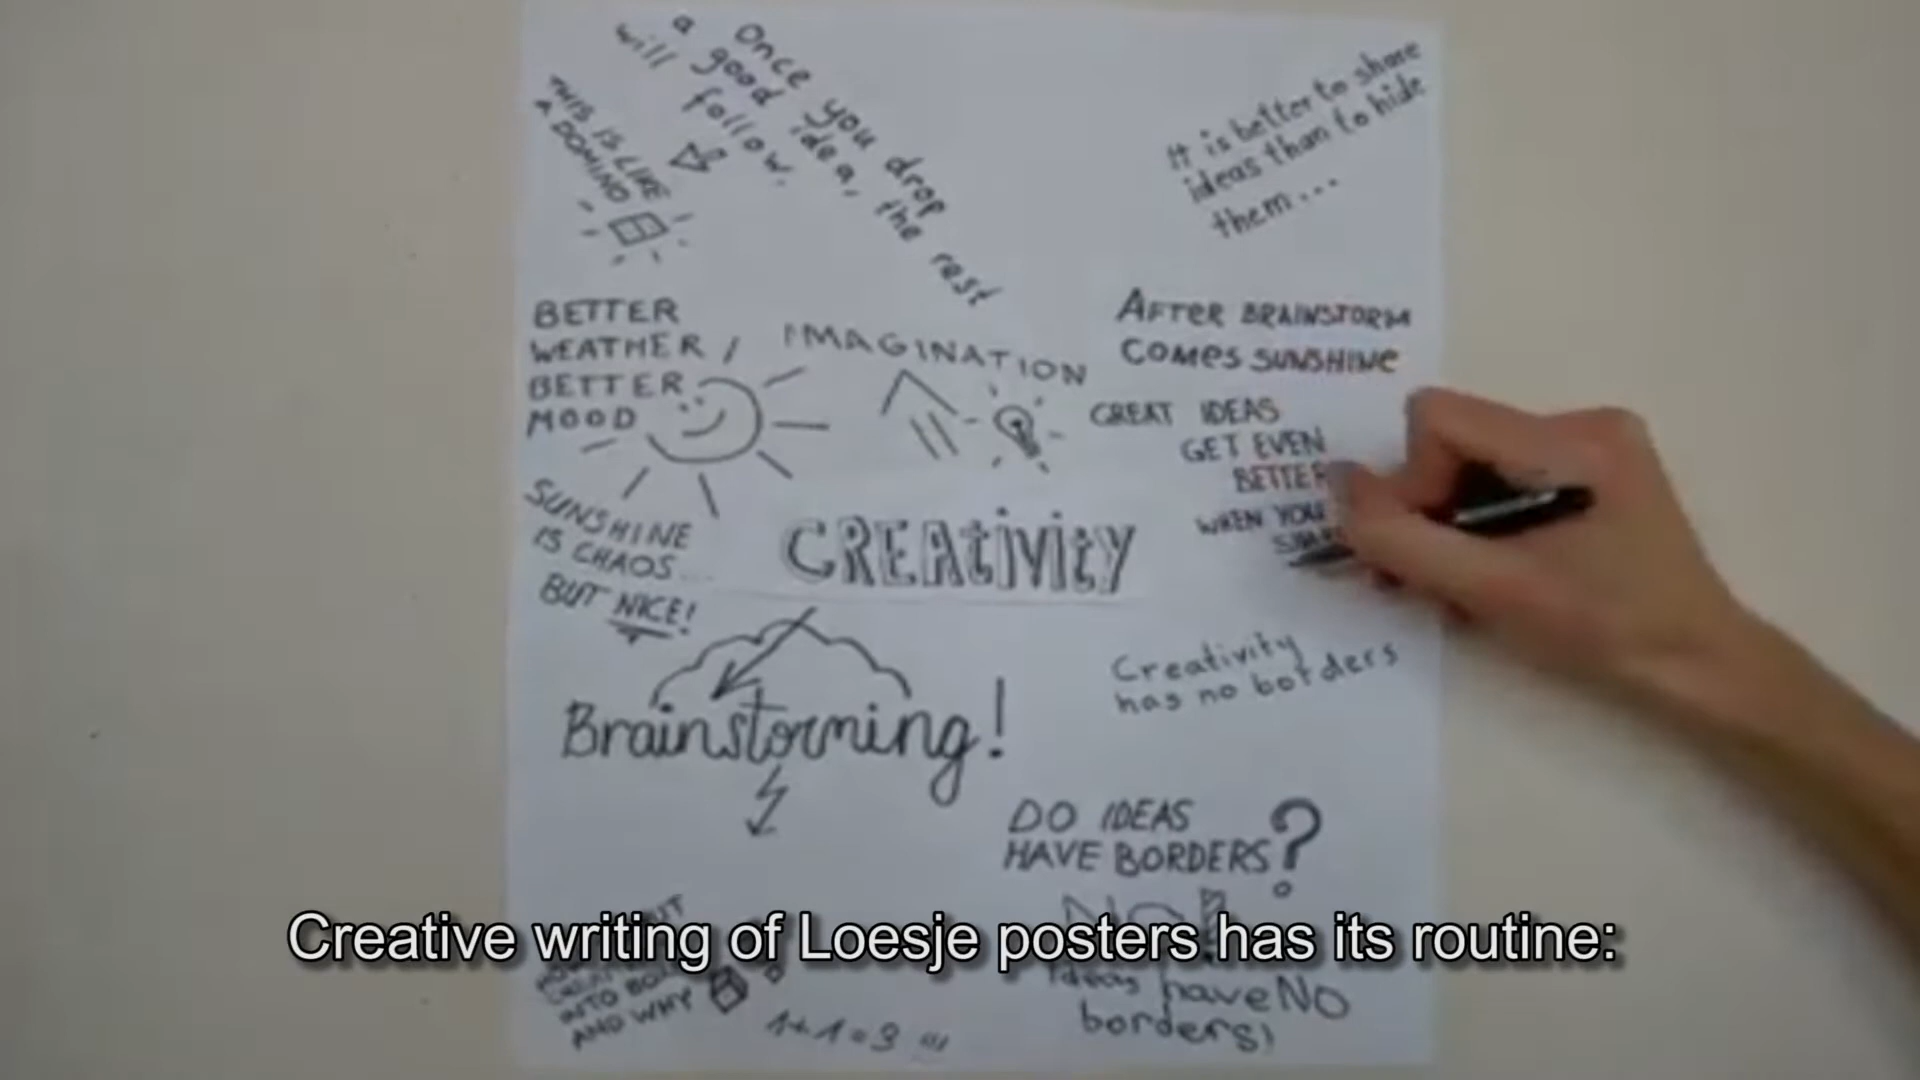 Once you drop
a good idea, the rest
will follow.
THIS IS LIKE
A DOMINO
It is better to share
ideas than to hide
them...
BETTER
WEATHER
BETTER
MOOD
IMAGINATION
AFTER BRAINSTORM
COMES SUNSHINE
GREAT IDEAS
GET EVEN
BETTER
WHEN YOU
SUNSHINE
IS CHAOS...
BUT NICE!
CREATIVITY
Creativity
has no borders
Brainstorming!
DO IDEAS
HAVE BORDERS?
Creative writing of Loesje posters has its routine:
INTO
AND WHY
Ideas have NO
borders)
1+1=3 !!!